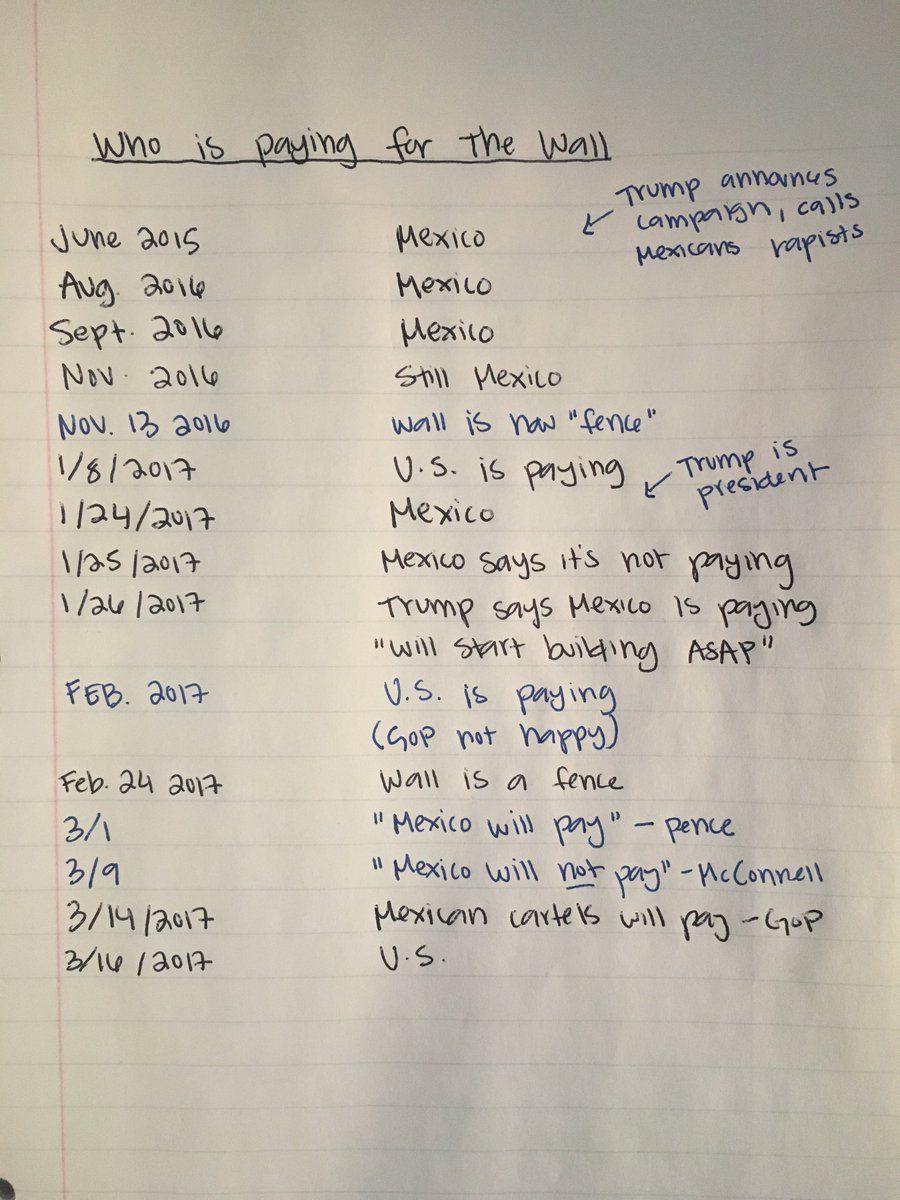 Who is paying for the Wall
Trump announces
campaign, calls
Mexicans rapists
June 2015 Mexico
Aug. 2016 Mexico
Sept. 2016 Mexico
Nov. 2016 Still Mexico
Nov. 13 2016 Wall is now "fence"
1/8/2017 U.S. is paying
Trump is
president
1/24/2017 Mexico
1/25/2017 Mexico says it's not paying
1/26/2017 Trump says Mexico is paying
"will start building ASAP"
FEB. 2017 U.S. is paying
(GOP not happy)
Feb. 24 2017 Wall is a fence
3/1 "Mexico will pay" - pence
3/9 "Mexico will not pay" - McConnell
3/14/2017 Mexican cartels will pay - GOP
3/16/2017 U.S.